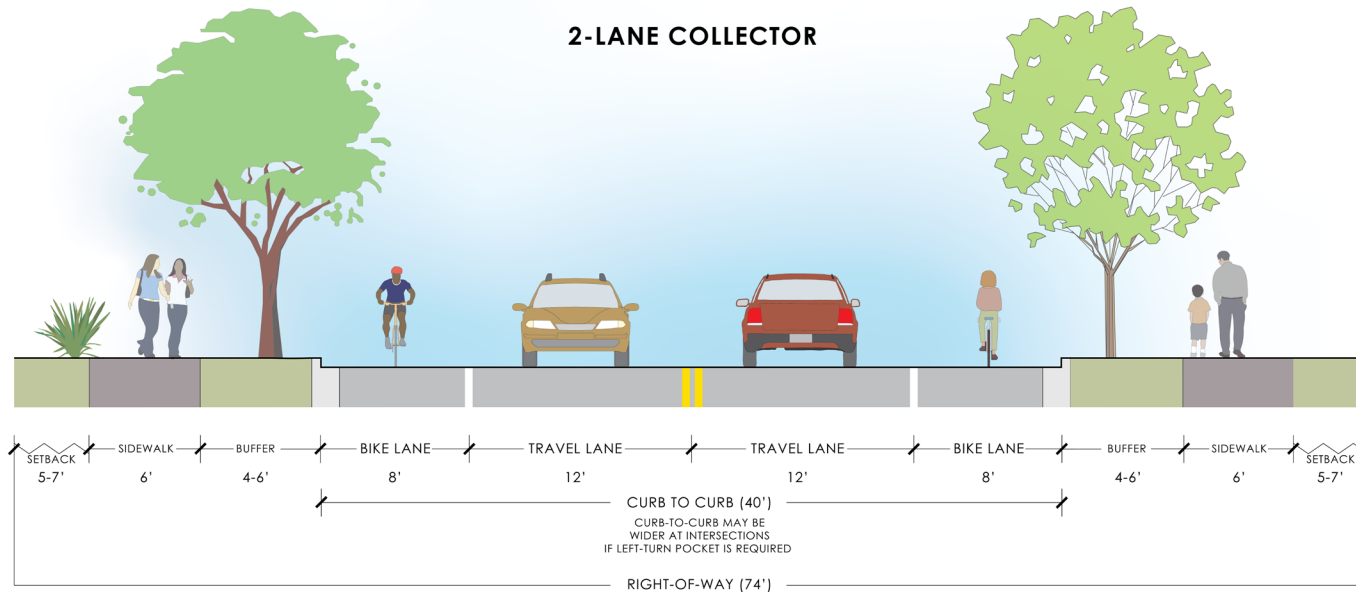 2-LANE COLLECTOR
SETBACK SIDEWALK BUFFER BIKE LANE TRAVEL LANE TRAVEL LANE BIKE LANE BUFFER SIDEWALK SETBACK
5-7' 6' 4-6' 8' 12' 12' 8' 4-6' 6' 5-7'
CURB TO CURB (40')
CURB-TO-CURB MAY BE
WIDER AT INTERSECTIONS
IF LEFT-TURN POCKET IS REQUIRED
RIGHT-OF-WAY (74')